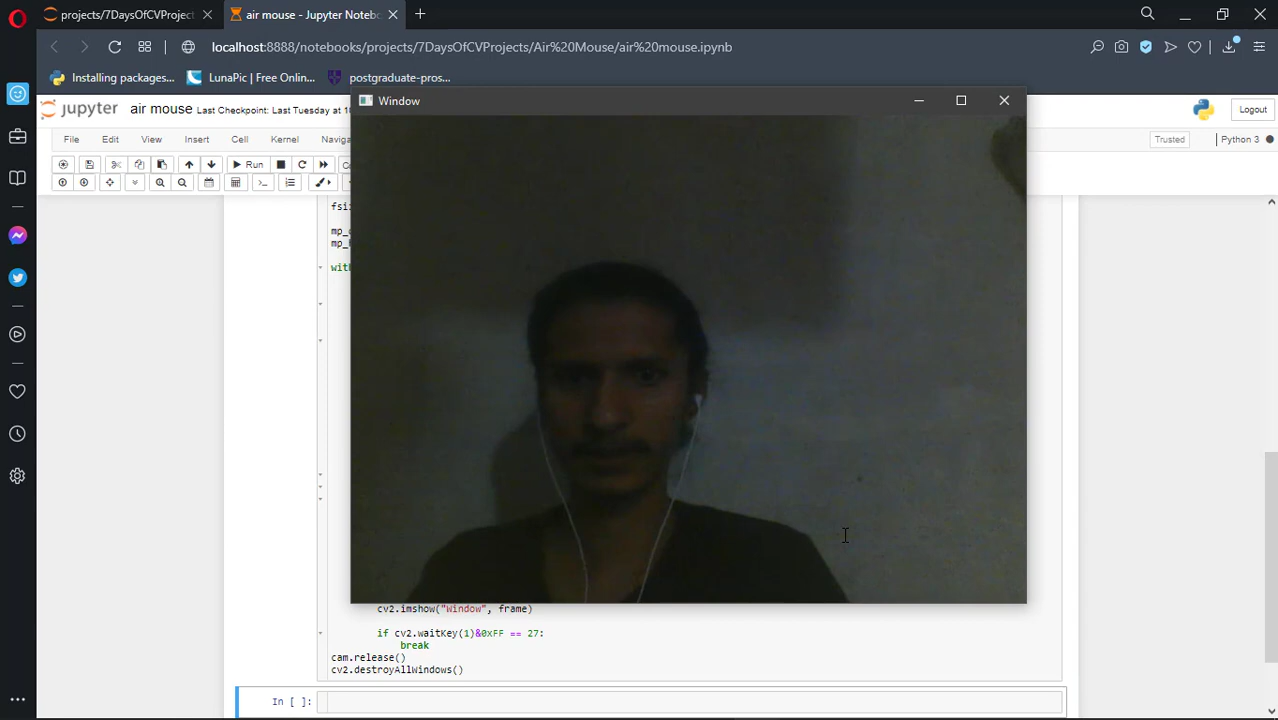 projects/7DaysOfCVProject
air mouse - Jupyter Noteb
localhost:8888/notebooks/projects/7DaysOfCVProjects/Air%20Mouse/air%20mouse.ipynb
Installing packages...
LunaPic | Free Onlin...
postgraduate-pros...
Window
jupyter air mouse Last Checkpoint: Last Tuesday at
Logout
File Edit View Insert Cell Kernel Naviga
Trusted
Python 3
Run
with
cv2.imshow("Window", frame)
if cv2.waitKey(1)&0xFF == 27:
break
cam.release()
cv2.destroyAllWindows()
In [ ]: